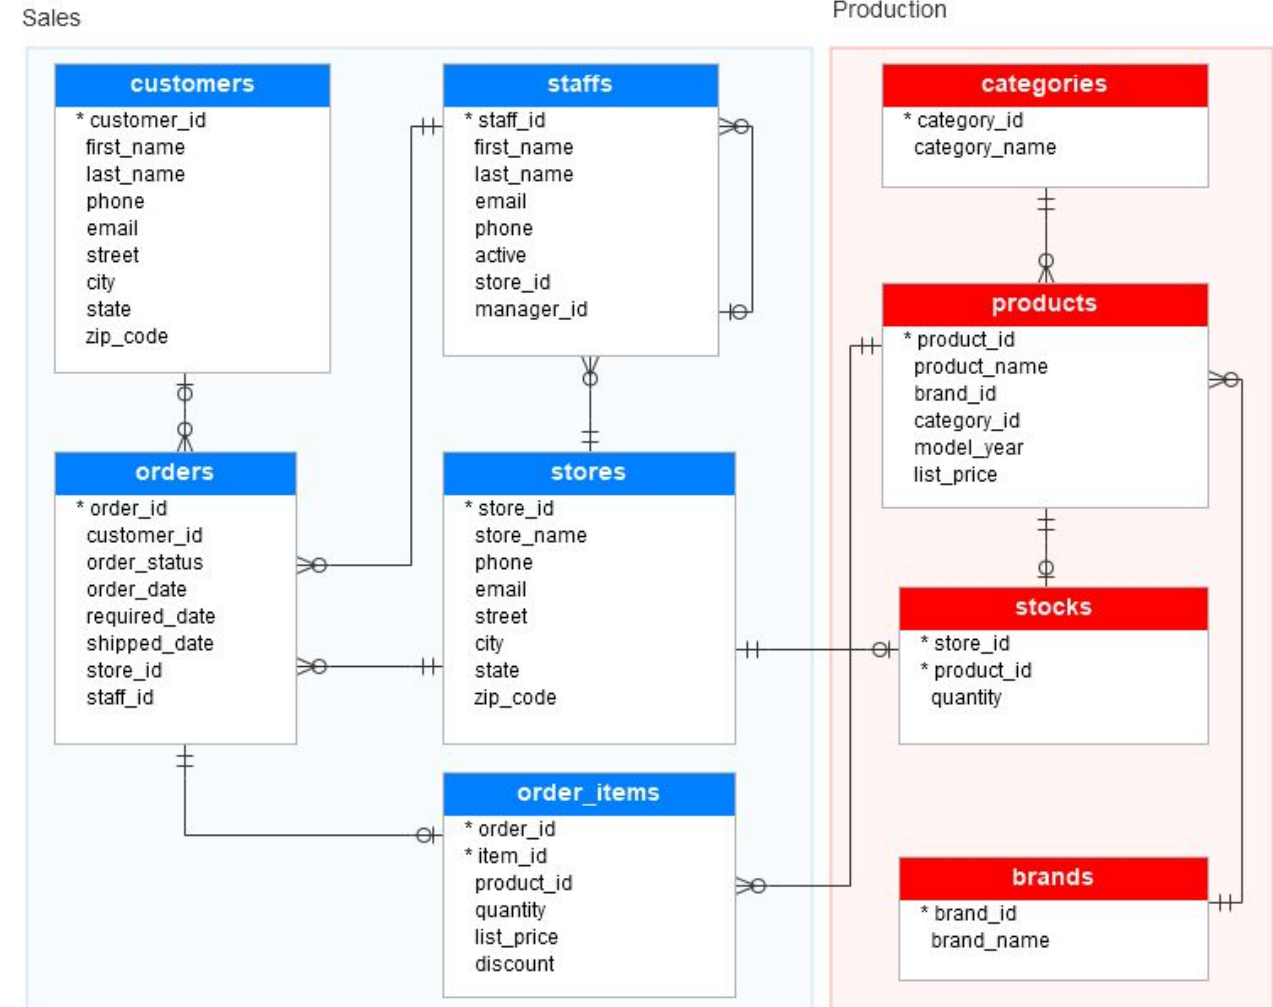 Sales
customers
* customer_id
first_name
last_name
phone
email
street
city
state
zip_code
staffs
* staff_id
first_name
last_name
email
phone
active
store_id
manager_id
orders
* order_id
customer_id
order_status
order_date
required_date
shipped_date
store_id
staff_id
stores
* store_id
store_name
phone
email
street
city
state
zip_code
order_items
* order_id
* item_id
product_id
quantity
list_price
discount
Production
categories
* category_id
category_name
products
* product_id
product_name
brand_id
category_id
model_year
list_price
stocks
* store_id
* product_id
quantity
brands
* brand_id
brand_name